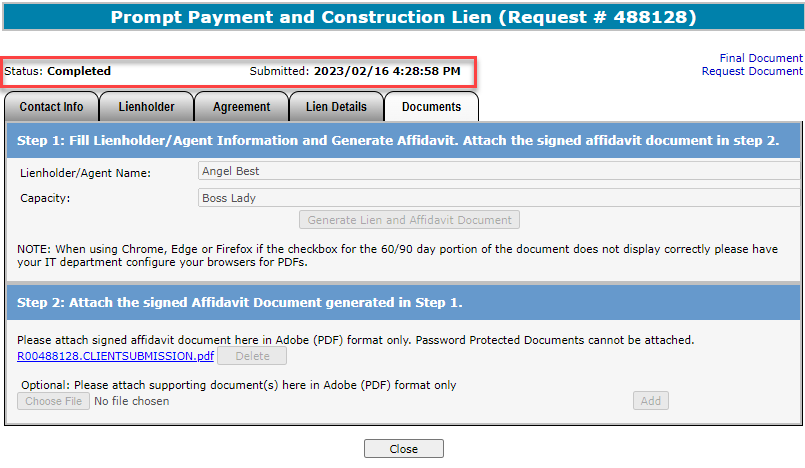 Prompt Payment and Construction Lien (Request # 488128)
Final Document
Status: Completed Submitted: 2023/02/16 4:28:58 PM
Request Document
Contact Info Lienholder Agreement Lien Details Documents
Step 1: Fill Lienholder/Agent Information and Generate Affidavit. Attach the signed affidavit document in step 2.
Lienholder/Agent Name: Angel Best
Capacity: Boss Lady
Generate Lien and Affidavit Document
NOTE: When using Chrome, Edge or Firefox if the checkbox for the 60/90 day portion of the document does not display correctly please have
your IT department configure your browsers for PDFs.
Step 2: Attach the signed Affidavit Document generated in Step 1.
Please attach signed affidavit document here in Adobe (PDF) format only. Password Protected Documents cannot be attached.
R00488128.CLIENTSUBMISSION.pdf Delete
Optional: Please attach supporting document(s) here in Adobe (PDF) format only
Choose File No file chosen Add
Close